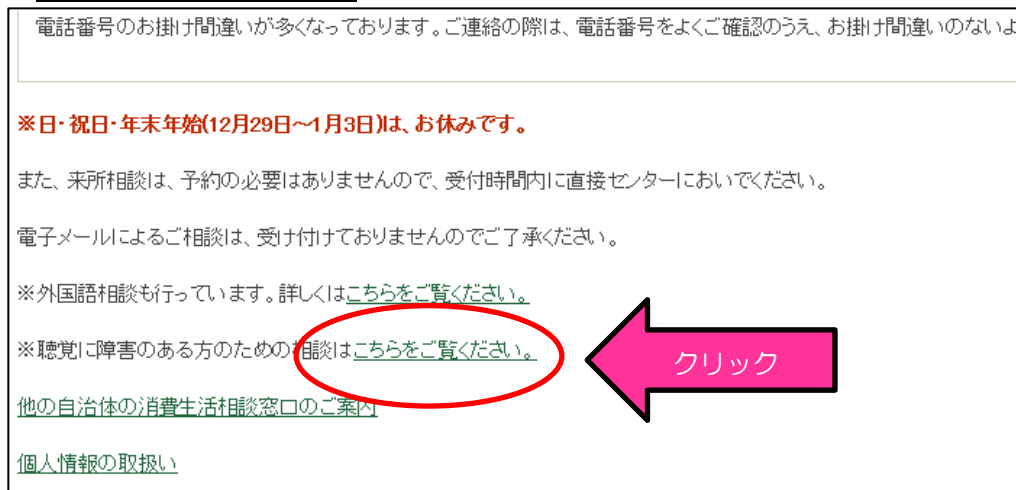 電話番号のお掛け間違いが多くなっております。ご連絡の際は、電話番号をよくご確認のうえ、お掛け間違いのないよ
※日・祝日・年末年始(12月29日～1月3日)は、お休みです。
また、来所相談は、予約の必要はありませんので、受付時間内に直接センターにおいでください。
電子メールによるご相談は、受け付けておりませんのでご了承ください。
※外国語相談も行っています。詳しくはこちらをご覧ください。
※聴覚に障害のある方のための相談はこちらをご覧ください。
クリック
他の自治体の消費生活相談窓口のご案内
個人情報の取扱い